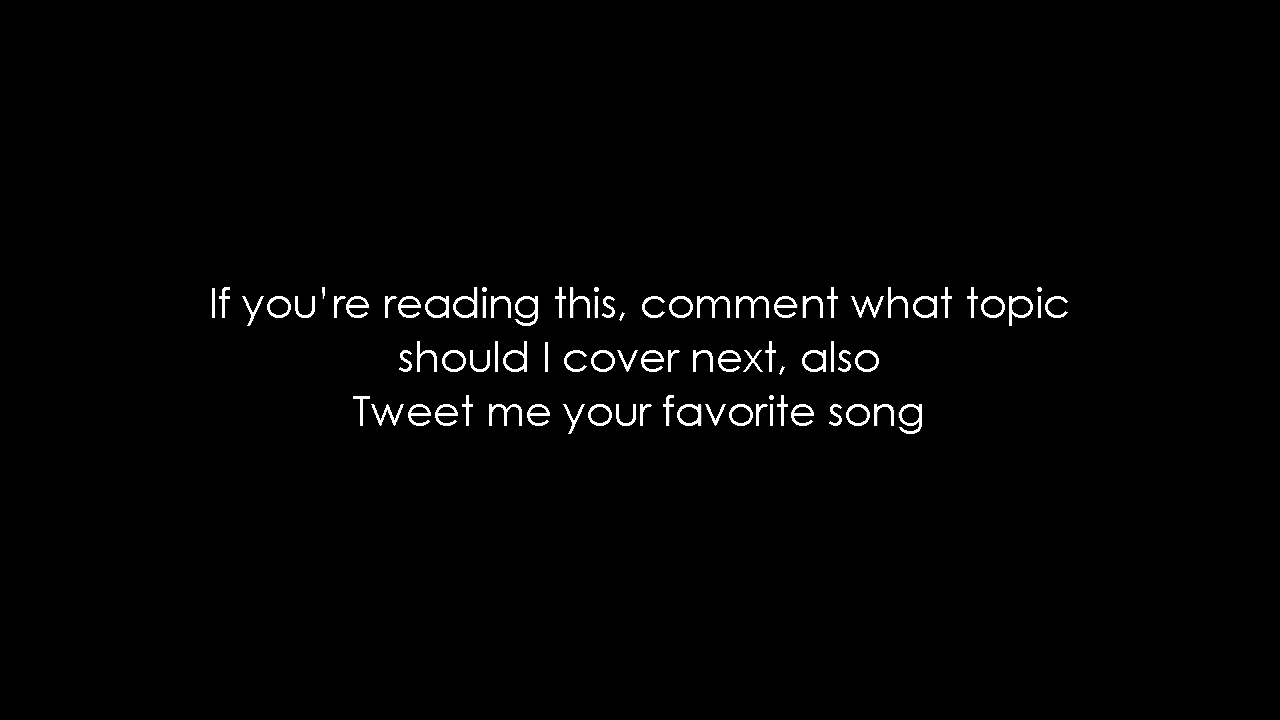 If you're reading this, comment what topic
should I cover next, also
Tweet me your favorite song